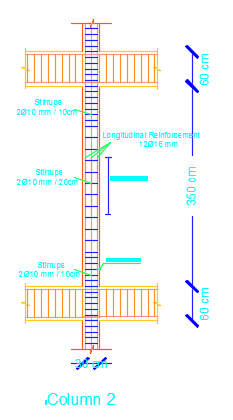 60 cm
Stirrups
2Ø10 mm / 10cm
Longitudinal Reinforcement
12Ø16 mm
Stirrups
2Ø10 mm / 20cm
350 cm
Stirrups
2Ø10 mm / 10cm
60 cm
Column 2